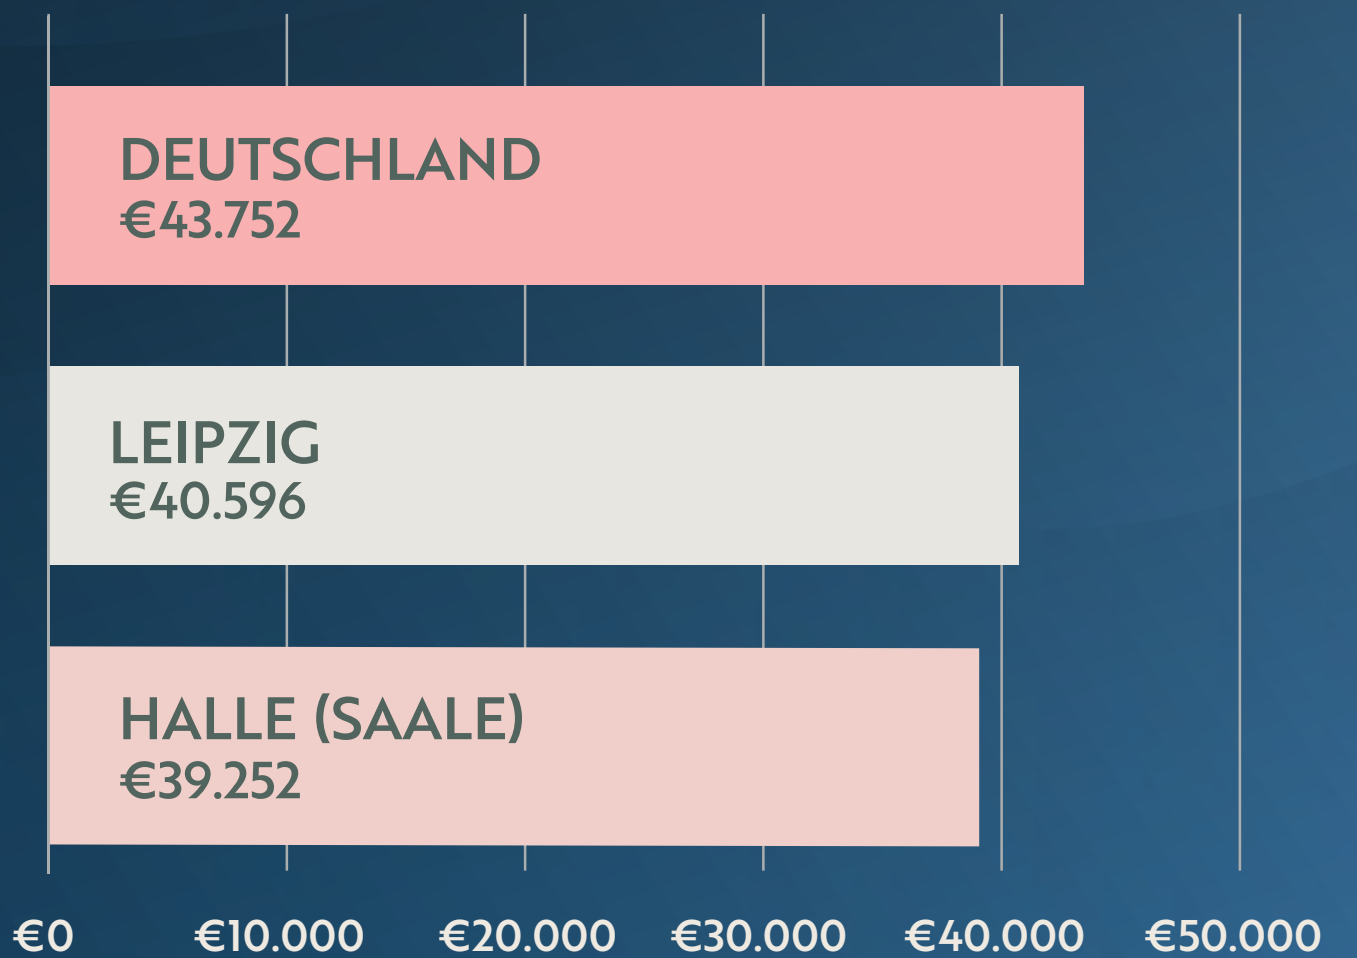 DEUTSCHLAND
€43.752
LEIPZIG
€40.596
HALLE (SAALE)
€39.252
€0 €10.000 €20.000 €30.000 €40.000 €50.000